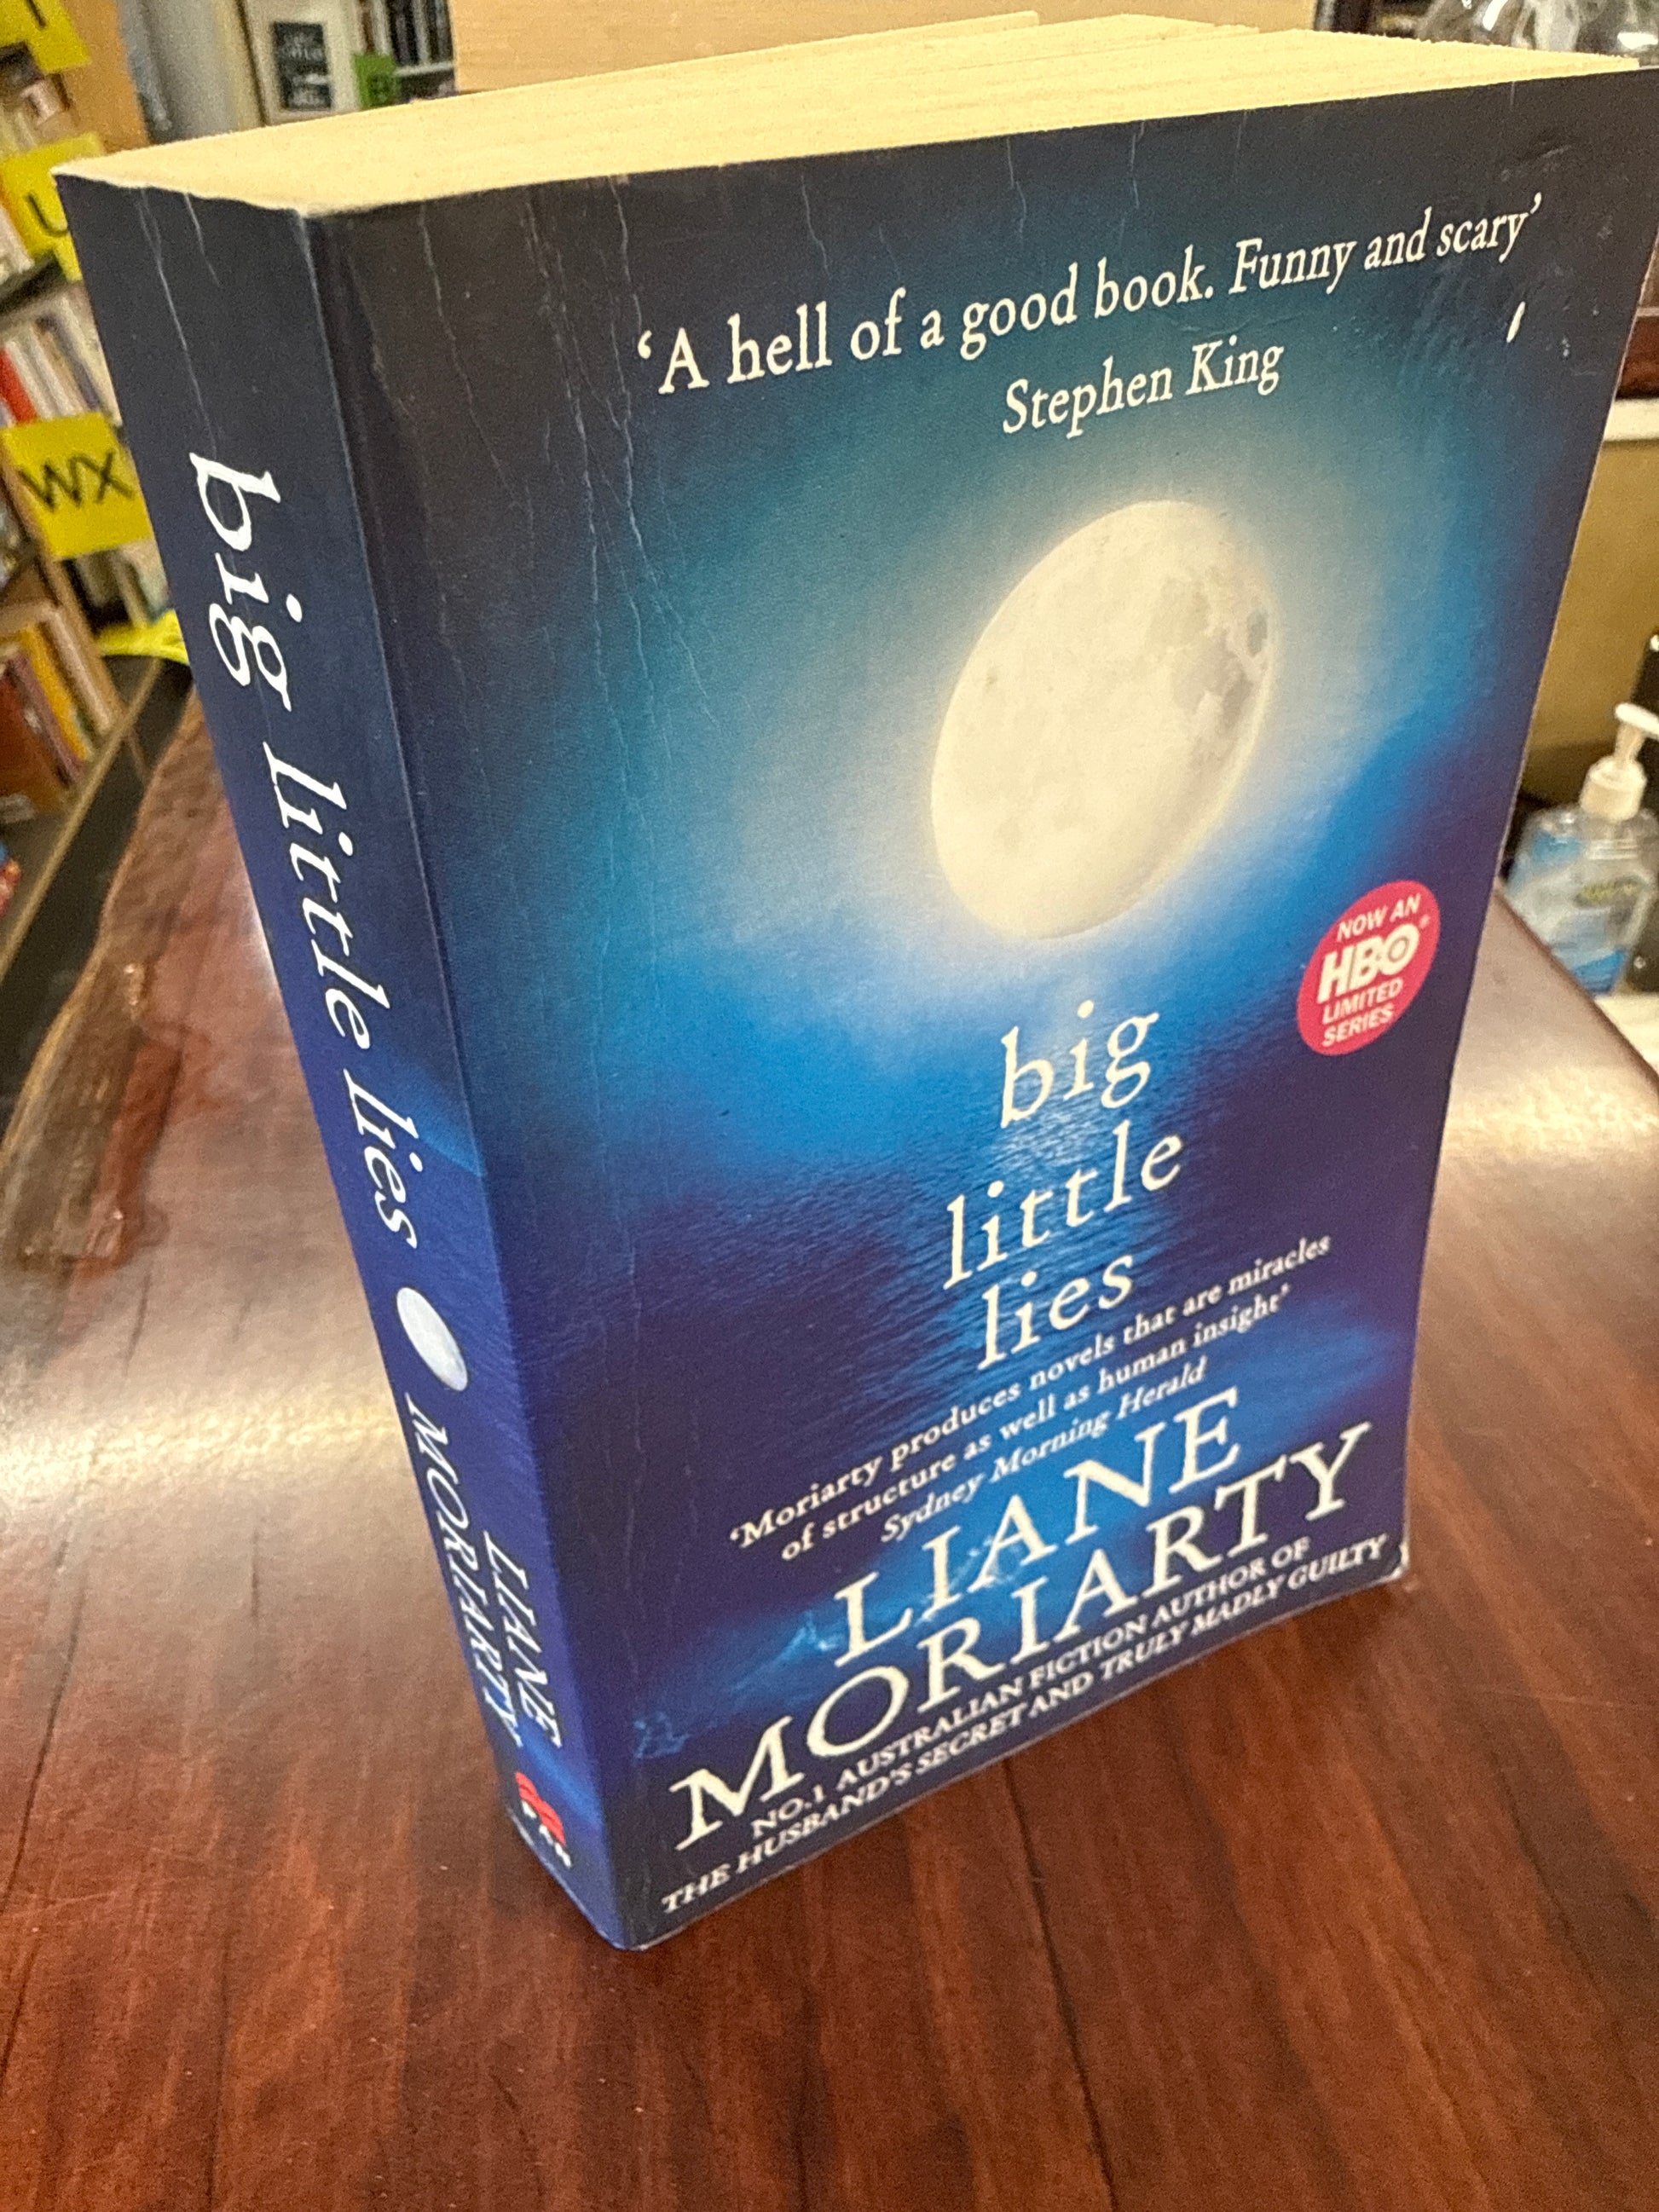 'A hell of a good book. Funny and scary'
Stephen King
NOW AN
HBO®
LIMITED
SERIES
big
little
lies
'Moriarty produces novels that are miracles
of structure as well as human insight'
Sydney Morning Herald
LIANE
MORIARTY
NO.1 AUSTRALIAN FICTION AUTHOR OF
THE HUSBAND'S SECRET AND TRULY MADLY GUILTY
big little lies
LIANE
MORIARTY
PAN
U
WX